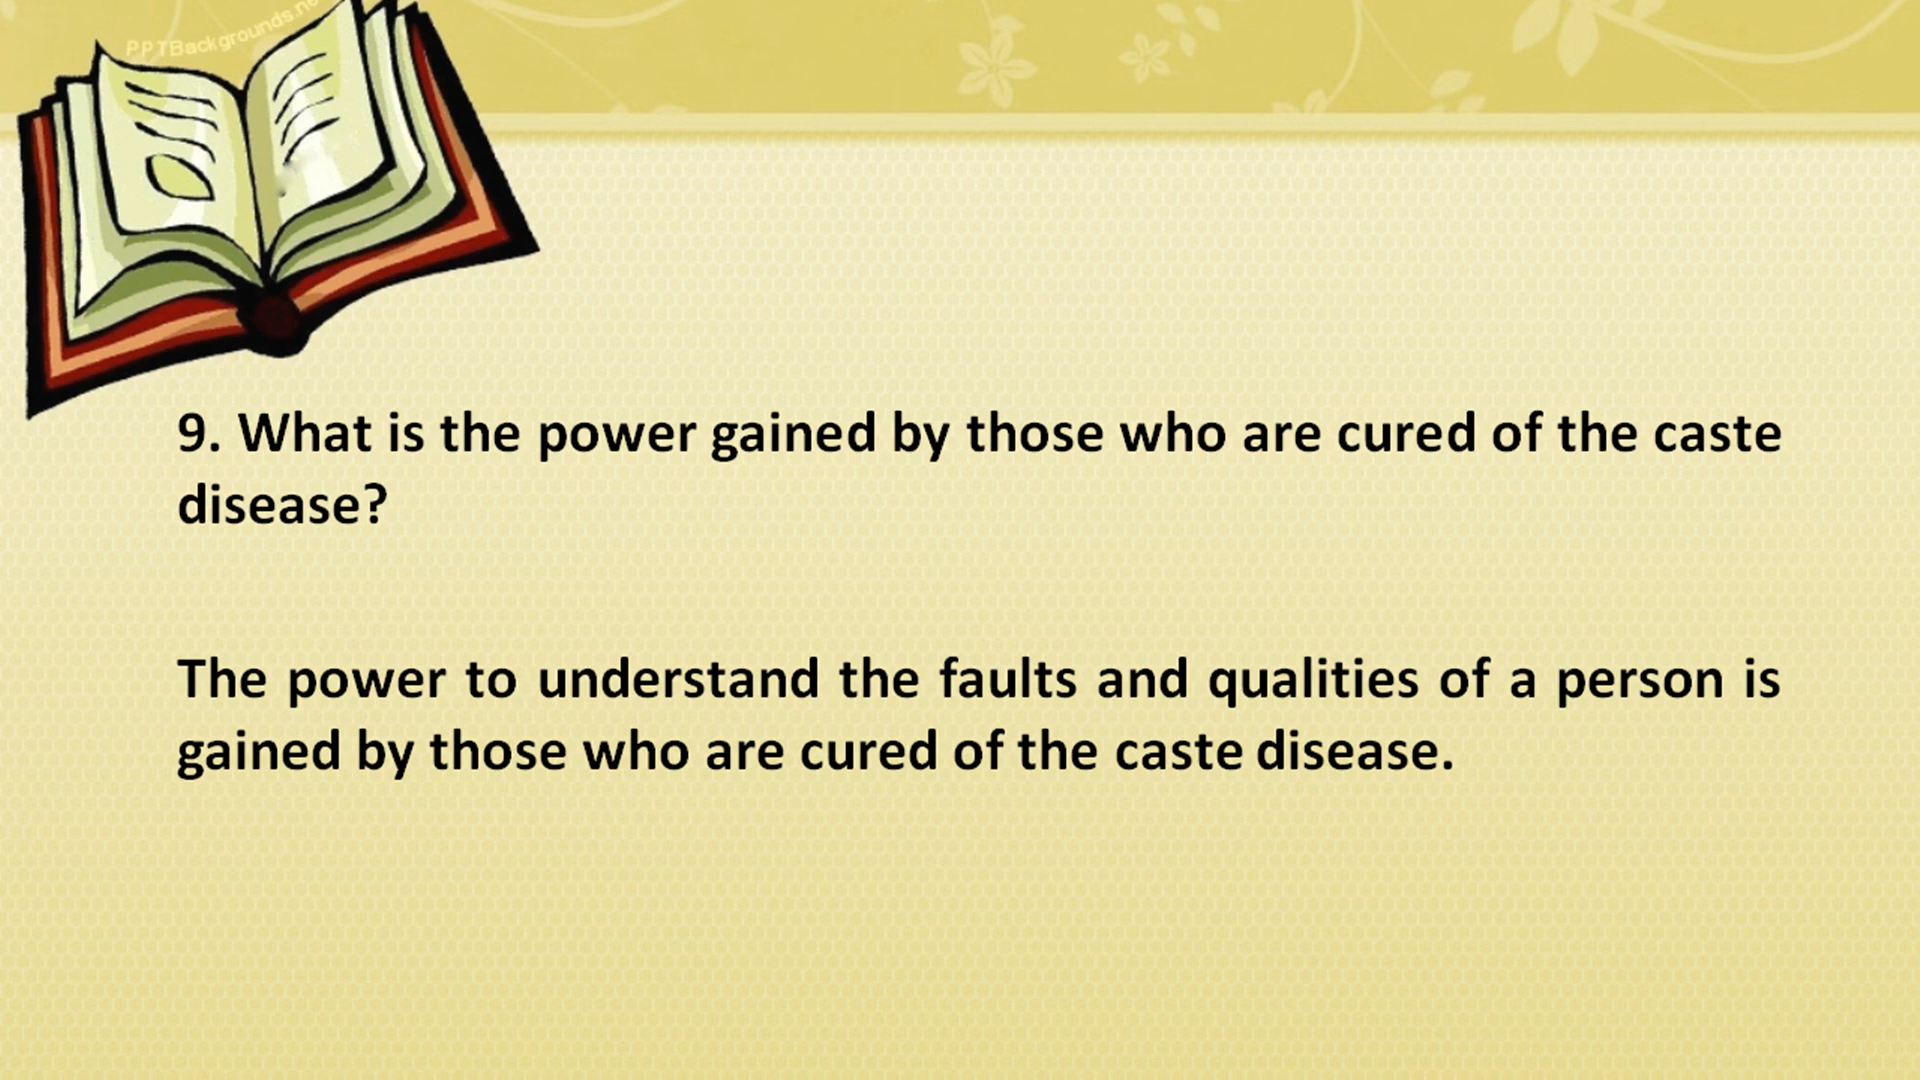 PPTBackgrounds.ne
9. What is the power gained by those who are cured of the caste
disease?
The power to understand the faults and qualities of a person is
gained by those who are cured of the caste disease.